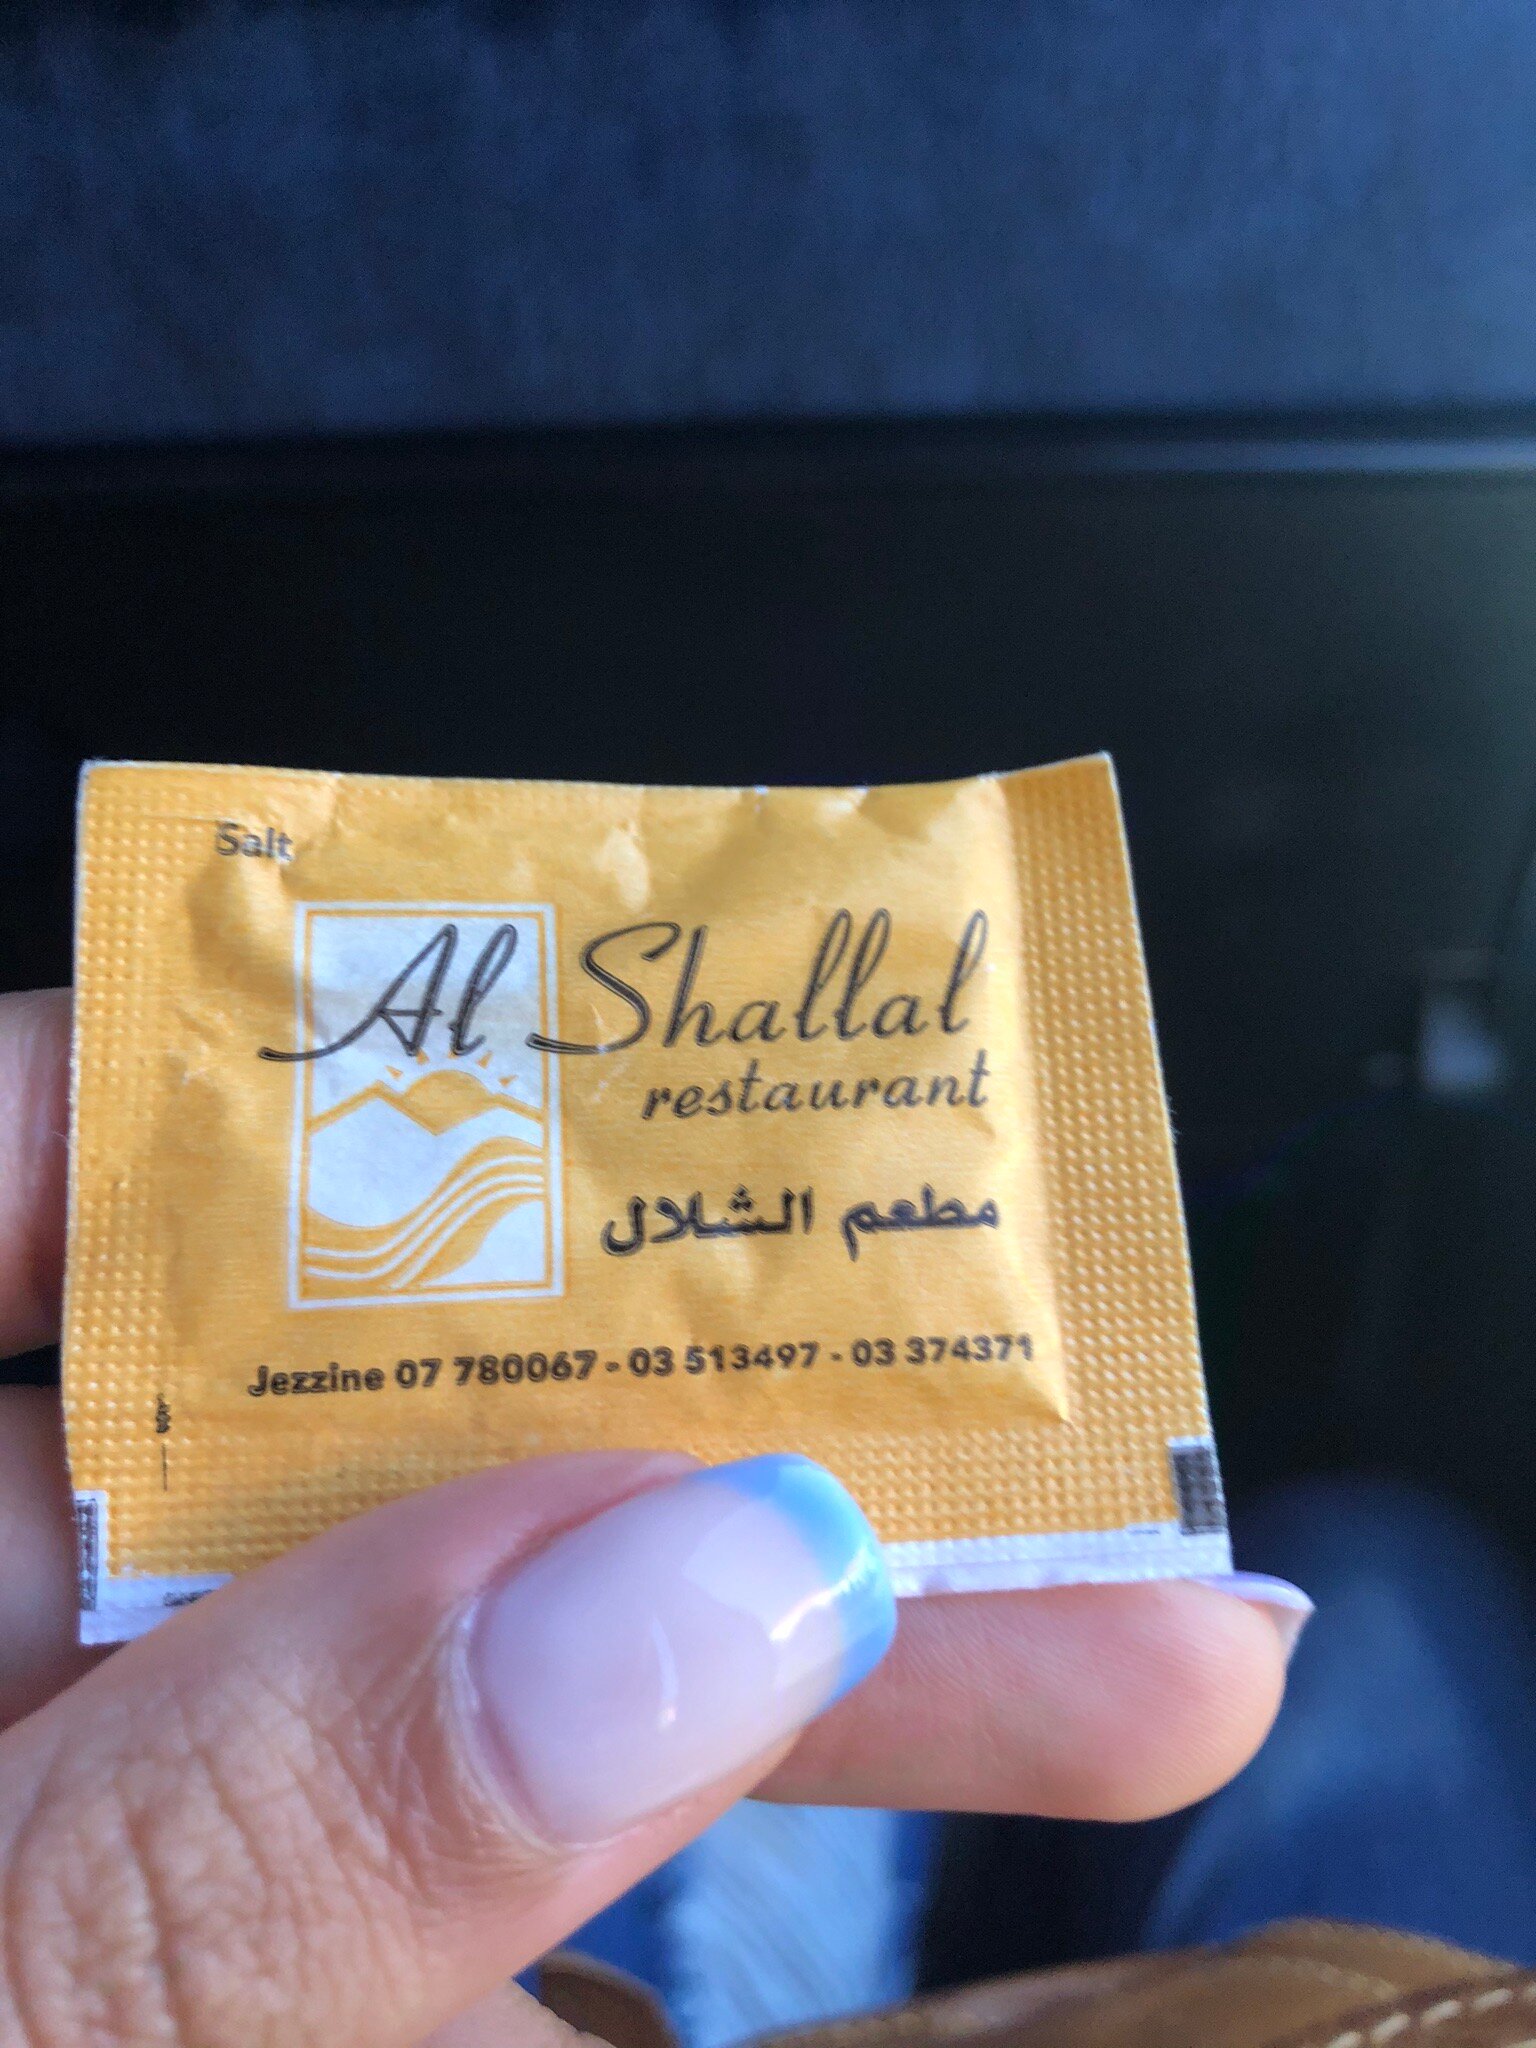 Salt
Al Shallal
restaurant
مطعم الشلال
Jezzine 07 780067 - 03 513497 - 03 374371